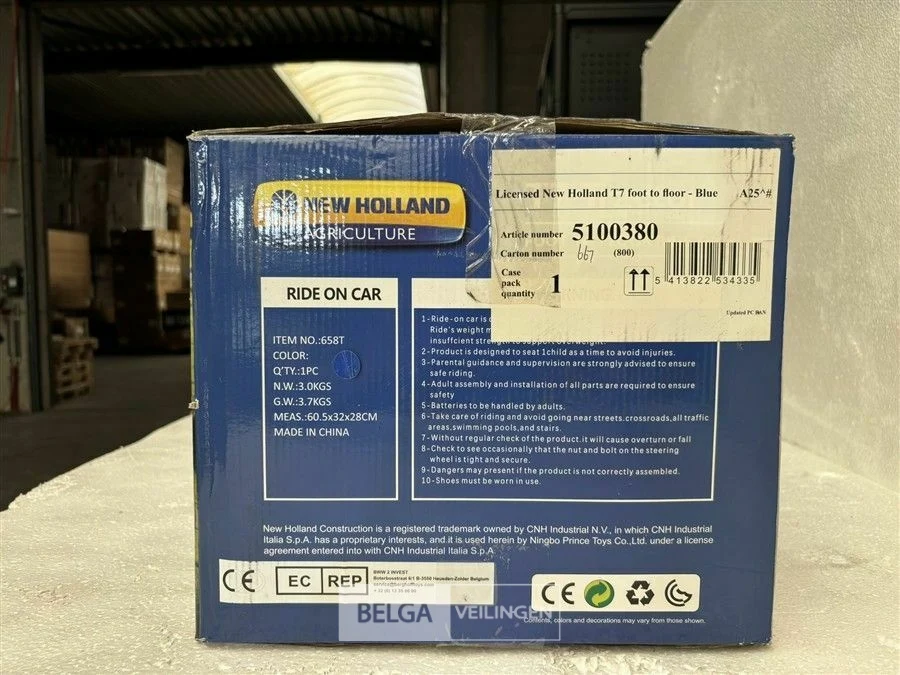 NEW HOLLAND
AGRICULTURE
Licensed New Holland T7 foot to floor - Blue A25^#
Article number 5100380
Carton number 667 (800)
Case
pack
quantity 1
5 413822 534335
Updated PC BAN
RIDE ON CAR
ITEM NO.:658T
COLOR:
Q'TY.:1PC
N.W.:3.0KGS
G.W.:3.7KGS
MEAS.:60.5x32x28CM
MADE IN CHINA
1-Ride-on car is
Ride's weight
insufficient strength to support overweight.
2-Product is designed to seat 1child as a time to avoid injuries.
3-Parental guidance and supervision are strongly advised to ensure
safe riding.
4-Adult assembly and installation of all parts are required to ensure
safety
5-Batteries to be handled by adults.
6-Take care of riding and avoid going near streets.crossroads,all traffic
areas,swimming pools,and stairs.
7-Without regular check of the product.it will cause overturn or fall
8-Check to see occasionally that the nut and bolt on the steering
wheel is tight and secure.
9-Dangers may present if the product is not correctly assembled.
10-Shoes must be worn in use.
New Holland Construction is a registered trademark owned by CNH Industrial N.V., in which CNH Industrial
Italia S.p.A. has a proprietary interests, and.it is used herein by Ningbo Prince Toys Co.,Ltd. under a license
agreement entered into with CNH Industrial Italia S.p.A
CE EC REP
BWW 2 INVEST
Boterbosstraat 6/1 B-3550 Heusden-Zolder Belgium
CE
Contents, colors and decorations may vary from those shown.
BELGA VEILINGEN